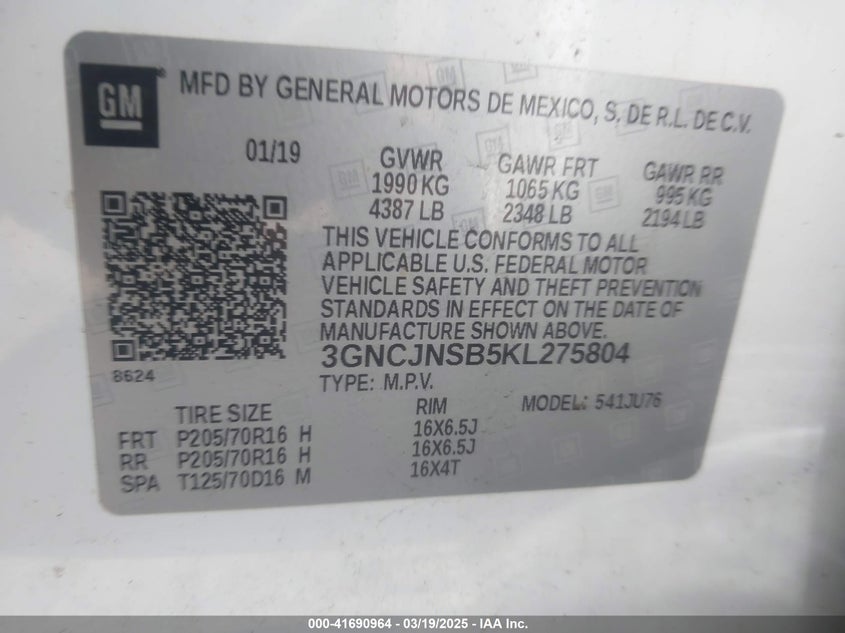 GM
MFD BY GENERAL MOTORS DE MEXICO, S. DE R.L. DE C.V.
01/19
GVWR GAWR FRT GAWR RR
1990 KG 1065 KG 995 KG
4387 LB 2348 LB 2194 LB
THIS VEHICLE CONFORMS TO ALL
APPLICABLE U.S. FEDERAL MOTOR
VEHICLE SAFETY AND THEFT PREVENTION
STANDARDS IN EFFECT ON THE DATE OF
MANUFACTURE SHOWN ABOVE.
3GNCJNSB5KL275804
8624
TYPE: M.P.V. MODEL: 541JU76
TIRE SIZE RIM
FRT P205/70R16 H 16X6.5J
RR P205/70R16 H 16X6.5J
SPA T125/70D16 M 16X4T
000-41690964 - 03/19/2025 - IAA Inc.